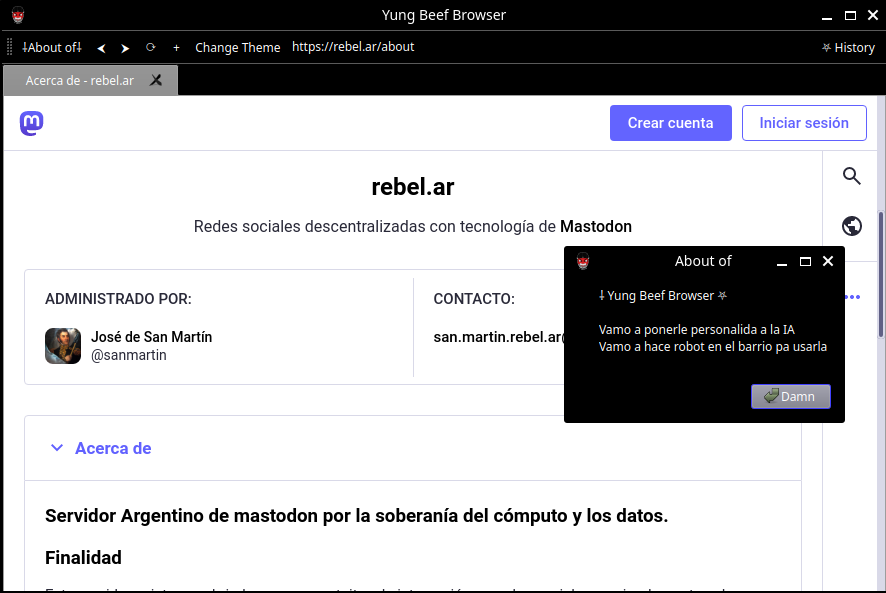 Yung Beef Browser
⸸About of⸸ + Change Theme https://rebel.ar/about ⛧ History
Acerca de - rebel.ar
Crear cuenta Iniciar sesión
rebel.ar
Redes sociales descentralizadas con tecnología de Mastodon
ADMINISTRADO POR:
José de San Martín
@sanmartin
CONTACTO:
san.martin.rebel.ar
About of
⸸ Yung Beef Browser ⛧
Vamo a ponerle personalida a la IA
Vamo a hace robot en el barrio pa usarla
Damn
Acerca de
Servidor Argentino de mastodon por la soberanía del cómputo y los datos.
Finalidad